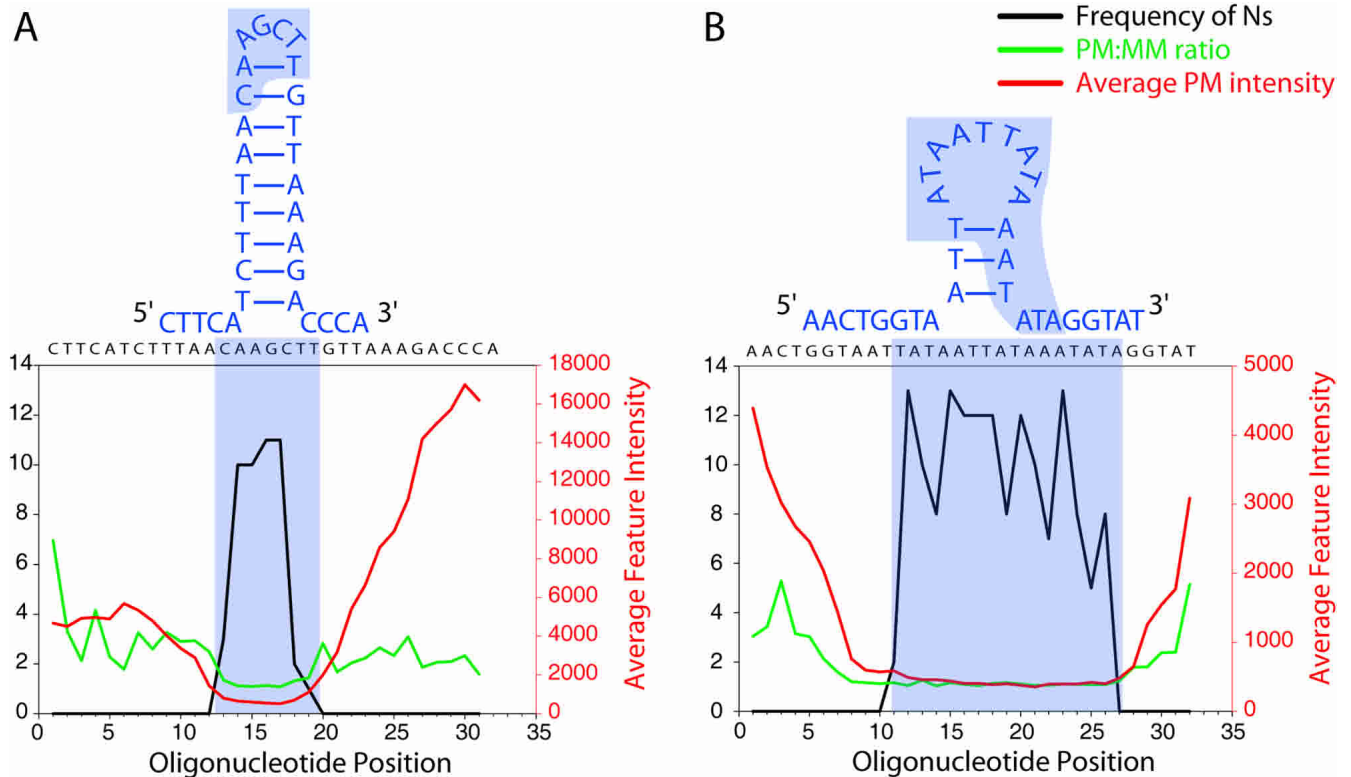 A
AGCT
A—T
C—G
A—T
A—T
T—A
T—A
T—A
C—G
T—A
5' CTTCA CCCA 3'
CTTCATCTTTAACAAGCTTGTTAAAGACCCA
14
12
10
8
6
4
2
0
18000
16000
14000
12000
10000
8000
6000
4000
2000
0
Average Feature Intensity
0 5 10 15 20 25 30 35
Oligonucleotide Position
B
Frequency of Ns
PM:MM ratio
Average PM intensity
ATAATTATA
T—A
T—A
A—T
5' AACTGGTA ATAGGTAT 3'
AACTGGTAATTATAATTATAAATATAGGTAT
14
12
10
8
6
4
2
0
5000
4000
3000
2000
1000
0
Average Feature Intensity
0 5 10 15 20 25 30 35
Oligonucleotide Position